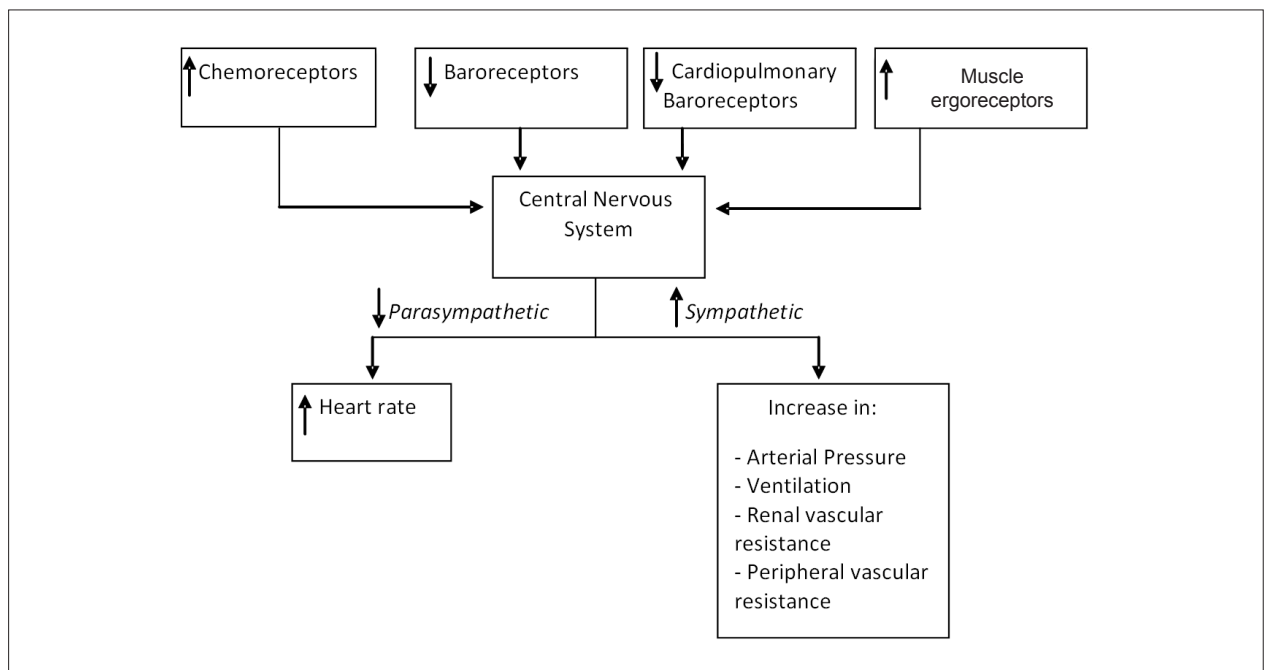 Chemoreceptors
Baroreceptors
Cardiopulmonary
Baroreceptors
Muscle
ergoreceptors
Central Nervous
System
Parasympathetic
Sympathetic
Heart rate
Increase in:
- Arterial Pressure
- Ventilation
- Renal vascular
resistance
- Peripheral vascular
resistance